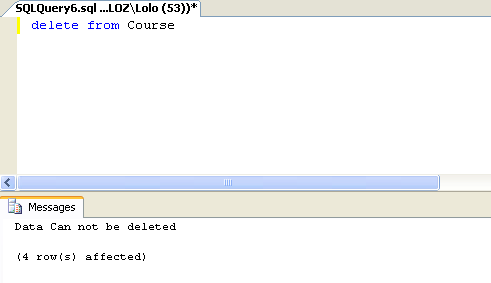 SQLQuery6.sql ...LOZ\Lolo (53))*
delete from Course
Messages
Data Can not be deleted
(4 row(s) affected)